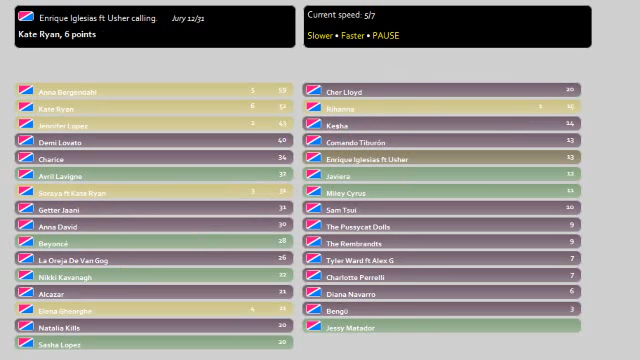 Enrique Iglesias ft Usher calling. Jury 12/31
Kate Ryan, 6 points
Current speed: 5/7
Slower • Faster • PAUSE
Anna Bergendahl 5 59
Kate Ryan 6 52
Jennifer Lopez 2 43
Demi Lovato 40
Charice 34
Avril Lavigne 32
Soraya ft Kate Ryan 3 31
Getter Jaani 31
Anna David 30
Beyoncé 28
La Oreja De Van Gog 26
Nikki Kavanagh 22
Alcazar 21
Elena Gheorghe 4 21
Natalia Kills 20
Sasha Lopez 20
Cher Lloyd 20
Rihanna 1 15
Ke$ha 14
Comando Tiburón 13
Enrique Iglesias ft Usher 13
Javiera 12
Miley Cyrus 11
Sam Tsui 10
The Pussycat Dolls 9
The Rembrandts 9
Tyler Ward ft Alex G 7
Charlotte Perrelli 7
Diana Navarro 6
Bengü 3
Jessy Matador